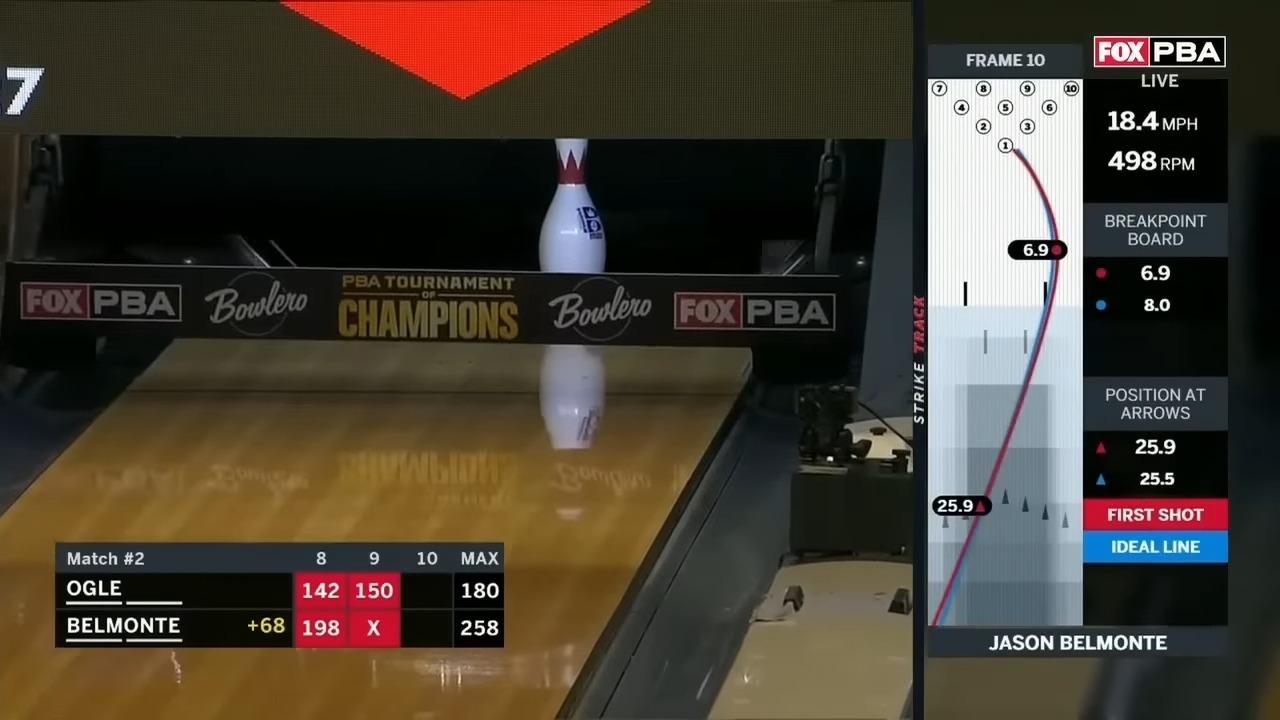 7
FOX PBA
Bowlero
PBA TOURNAMENT
OF
CHAMPIONS
Bowlero
FOX PBA
Match #2 8 9 10 MAX
OGLE 142 150 180
BELMONTE +68 198 X 258
STRIKE TRACK
FRAME 10
7 8 9 10
4 5 6
2 3
1
6.9
25.9
FOX PBA
LIVE
18.4 MPH
498 RPM
BREAKPOINT
BOARD
6.9
8.0
POSITION AT
ARROWS
25.9
25.5
FIRST SHOT
IDEAL LINE
JASON BELMONTE